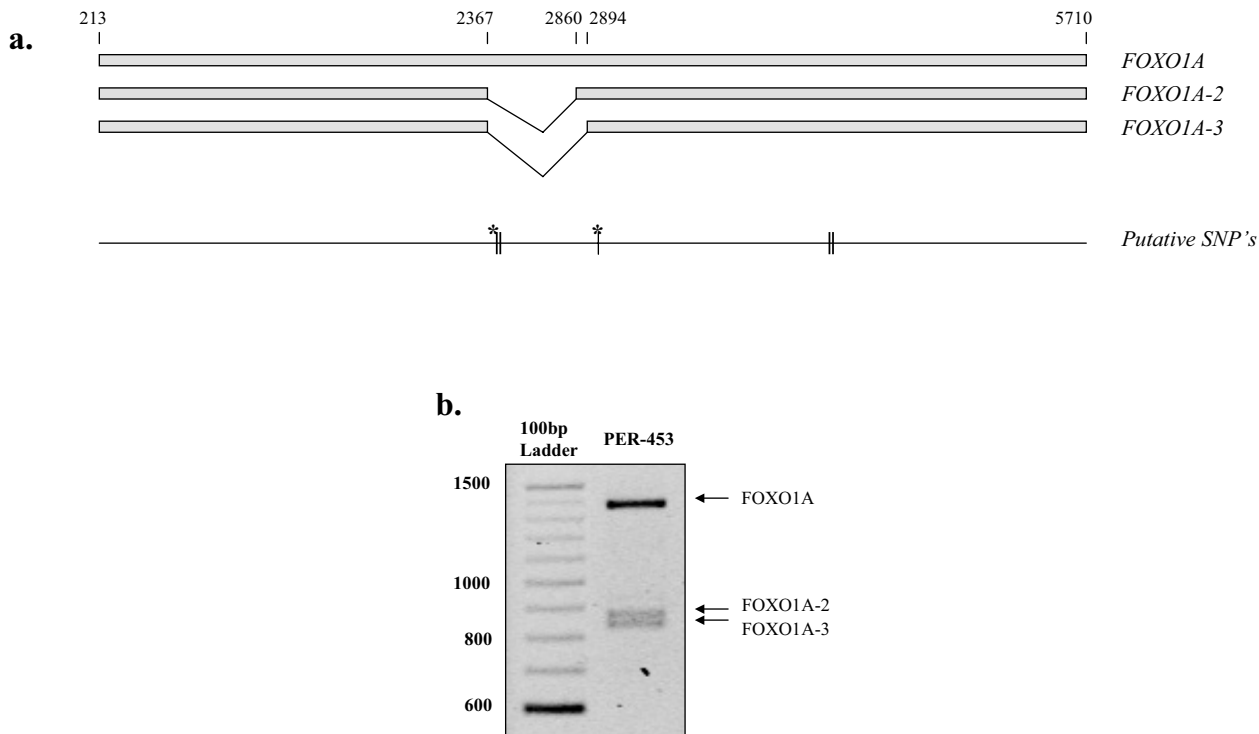 213 2367 2860 2894 5710
a.
FOXO1A
FOXO1A-2
FOXO1A-3
* *
Putative SNP’s
b.
100bp
Ladder
PER-453
1500
FOXO1A
1000
FOXO1A-2
FOXO1A-3
800
600